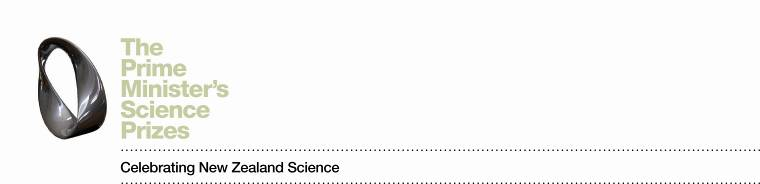 The
Prime
Minister's
Science
Prizes
Celebrating New Zealand Science